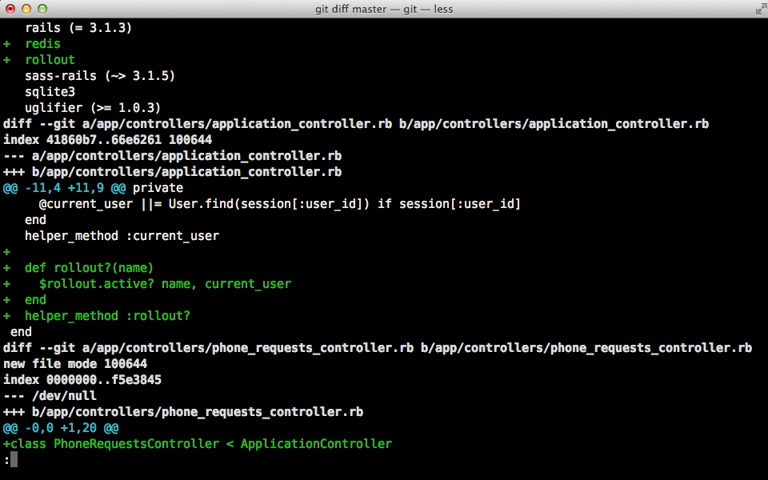 git diff master — git — less
rails (= 3.1.3)
+  redis
+  rollout
sass-rails (~> 3.1.5)
sqlite3
uglifier (>= 1.0.3)
diff --git a/app/controllers/application_controller.rb b/app/controllers/application_controller.rb
index 41860b7..66e6261 100644
--- a/app/controllers/application_controller.rb
+++ b/app/controllers/application_controller.rb
@@ -11,4 +11,9 @@ private
@current_user ||= User.find(session[:user_id]) if session[:user_id]
end
helper_method :current_user
+
+  def rollout?(name)
+    $rollout.active? name, current_user
+  end
+  helper_method :rollout?
end
diff --git a/app/controllers/phone_requests_controller.rb b/app/controllers/phone_requests_controller.rb
new file mode 100644
index 0000000..f5e3845
--- /dev/null
+++ b/app/controllers/phone_requests_controller.rb
@@ -0,0 +1,20 @@
+class PhoneRequestsController < ApplicationController
: